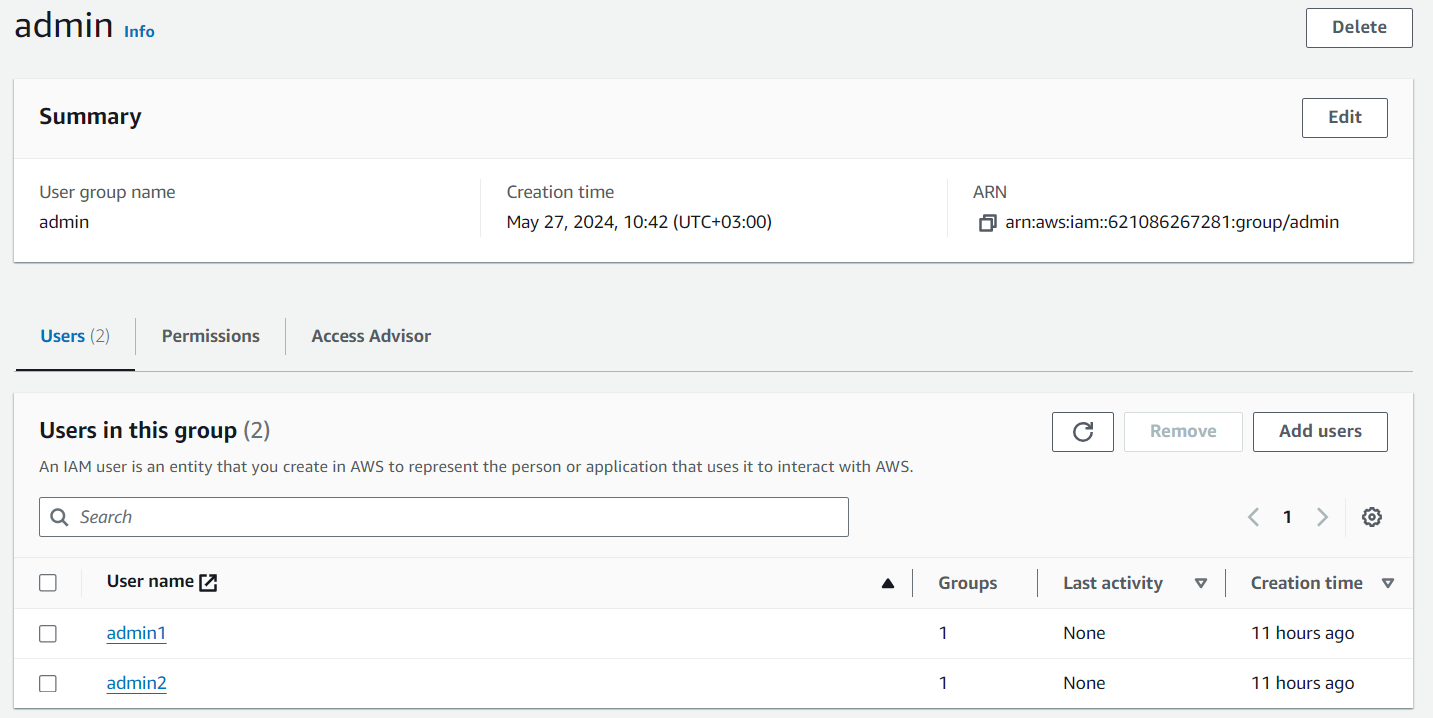 admin Info
Delete
Summary
Edit
User group name
admin
Creation time
May 27, 2024, 10:42 (UTC+03:00)
ARN
arn:aws:iam::621086267281:group/admin
Users (2)
Permissions
Access Advisor
Users in this group (2)
Remove
Add users
An IAM user is an entity that you create in AWS to represent the person or application that uses it to interact with AWS.
Search
1
User name
Groups
Last activity
Creation time
admin1
1
None
11 hours ago
admin2
1
None
11 hours ago